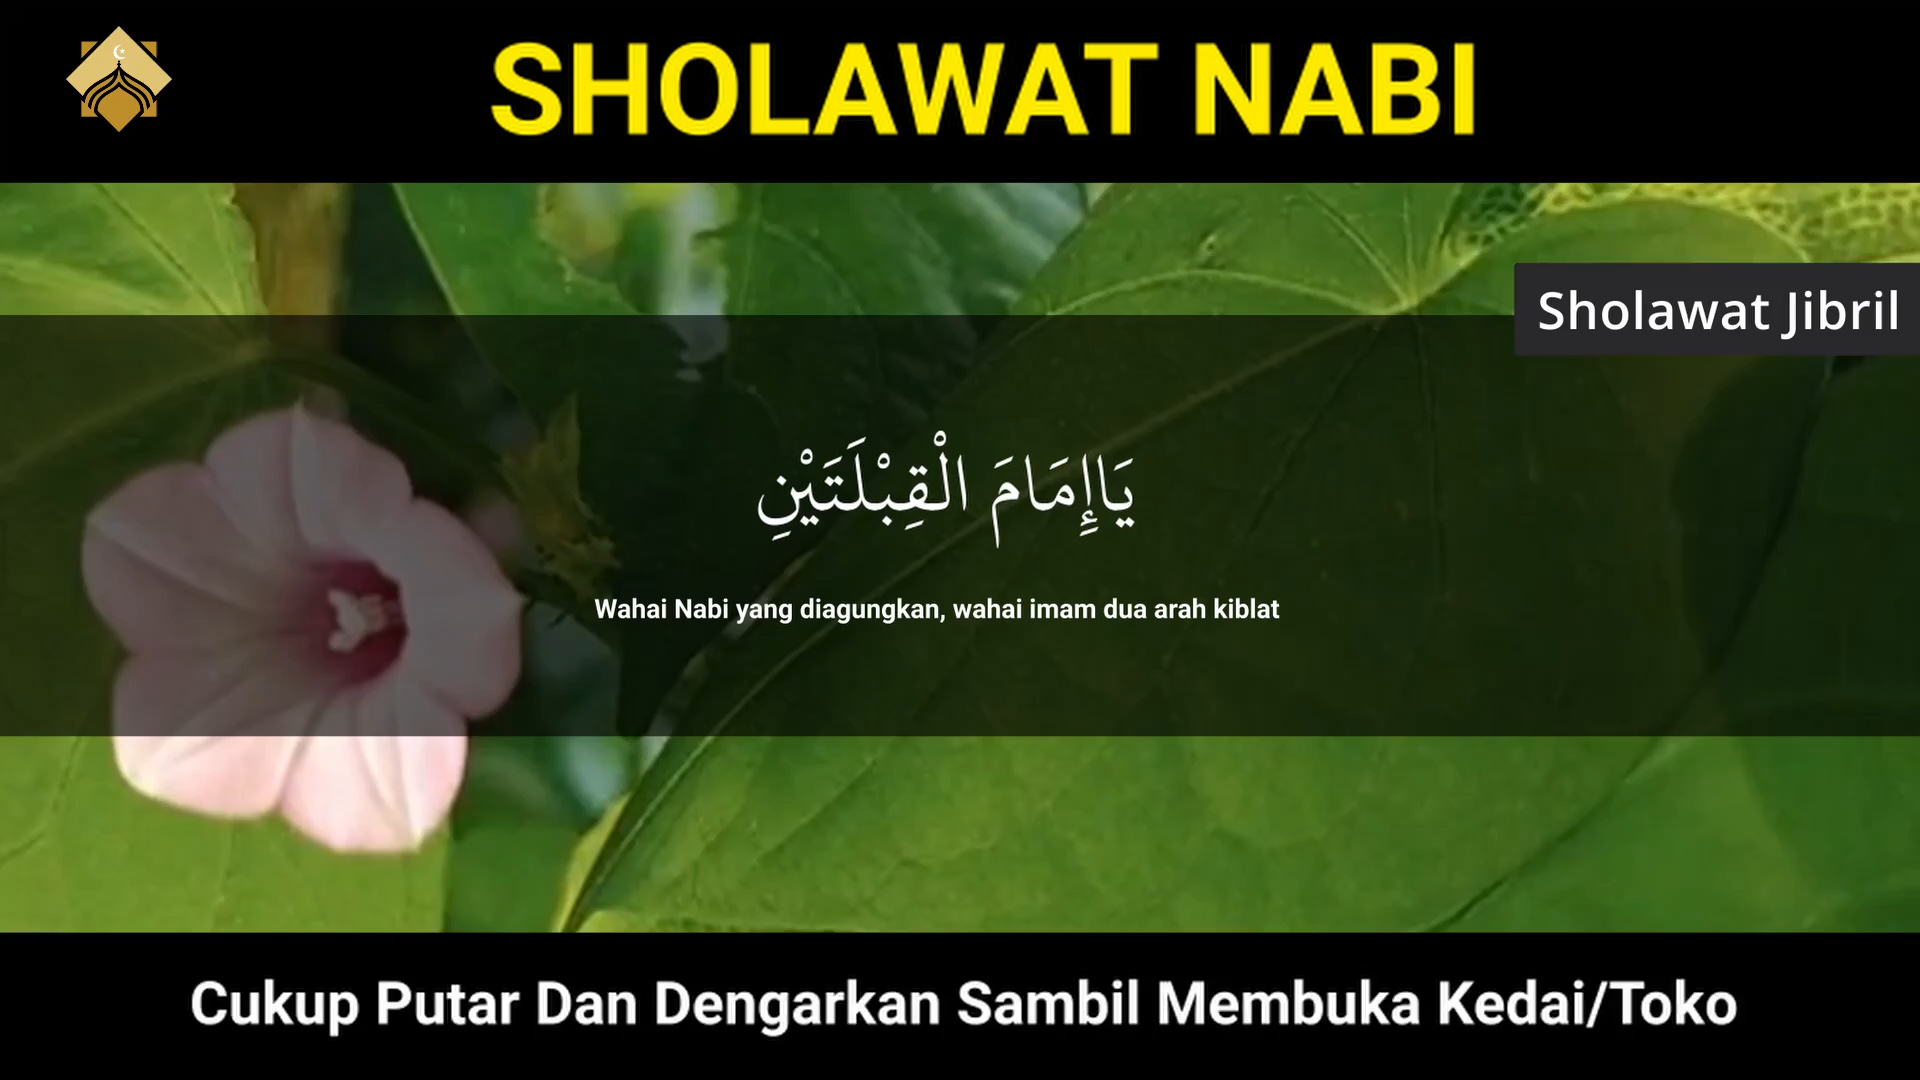 SHOLAWAT NABI
Sholawat Jibril
يَاإِمَامَ الْقِبْلَتَيْنِ
Wahai Nabi yang diagungkan, wahai imam dua arah kiblat
Cukup Putar Dan Dengarkan Sambil Membuka Kedai/Toko